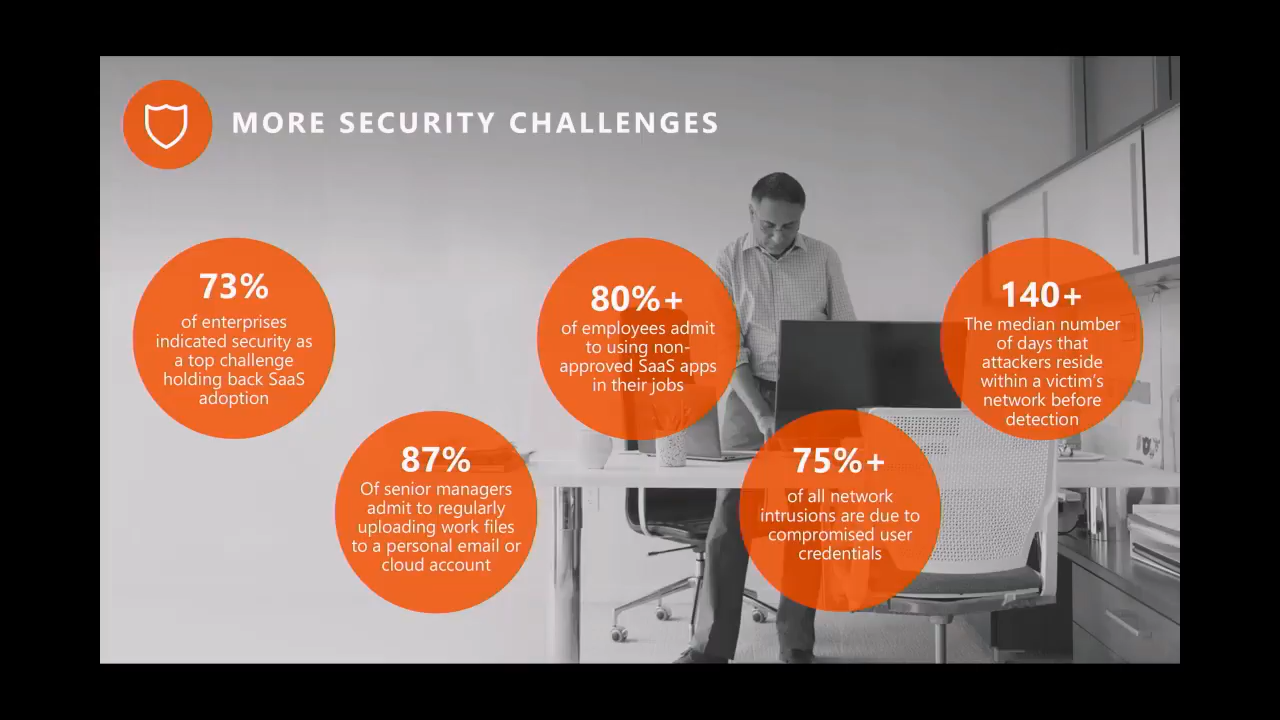 MORE SECURITY CHALLENGES
73%
of enterprises
indicated security as
a top challenge
holding back SaaS
adoption
87%
Of senior managers
admit to regularly
uploading work files
to a personal email or
cloud account
80%+
of employees admit
to using non-
approved SaaS apps
in their jobs
75%+
of all network
intrusions are due to
compromised user
credentials
140+
The median number
of days that
attackers reside
within a victim's
network before
detection